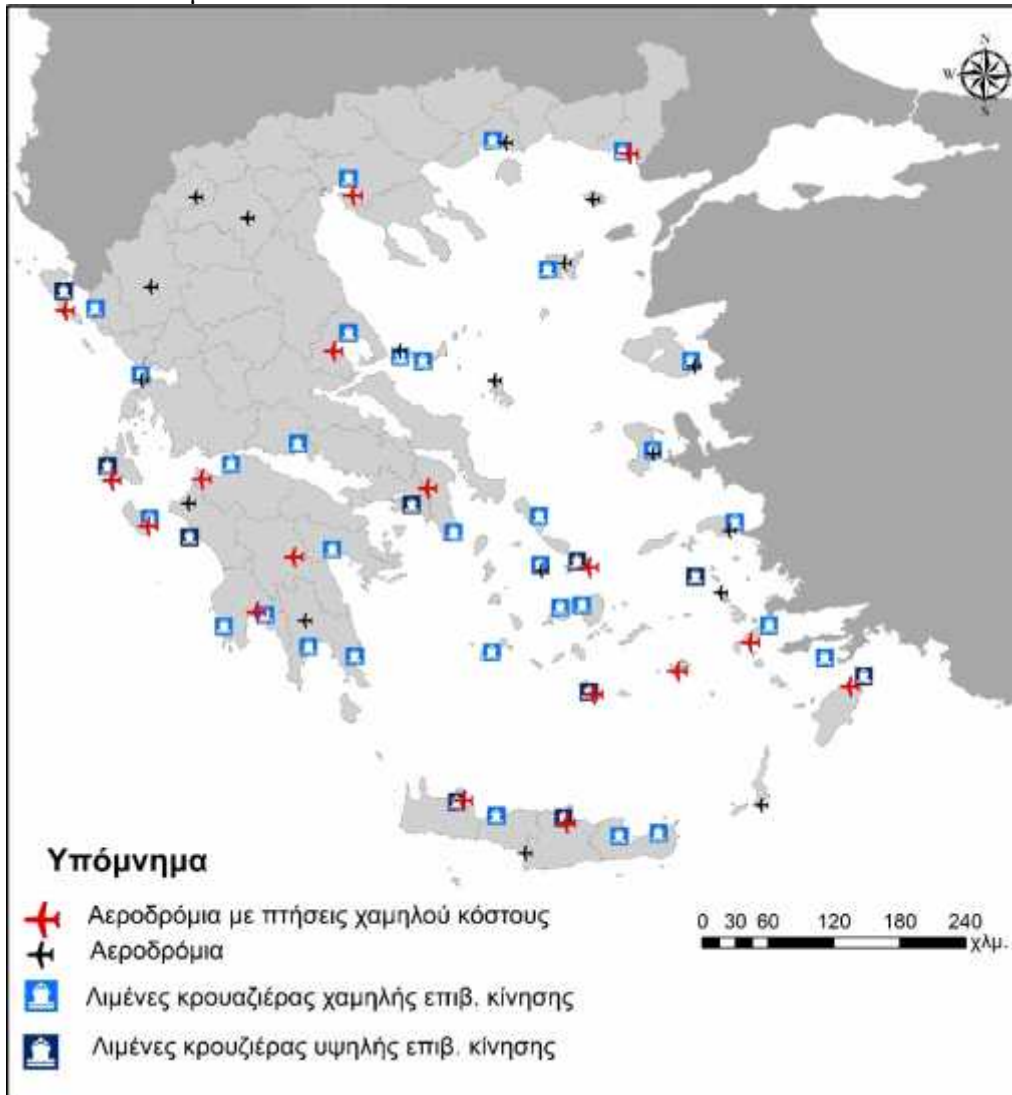 N
W
S
Υπόμνημα
Αεροδρόμια με πτήσεις χαμηλού κόστους
Αεροδρόμια
Λιμένες κρουαζιέρας χαμηλής επιβ. κίνησης
Λιμένες κρουζιέρας υψηλής επιβ. κίνησης
0 30 60 120 180 240
χλμ.